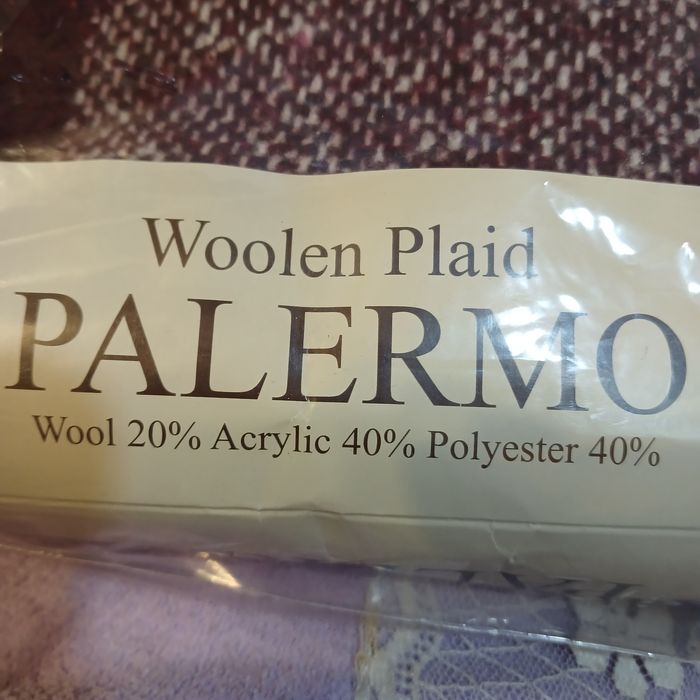 Woolen Plaid
PALERMO
Wool 20% Acrylic 40% Polyester 40%